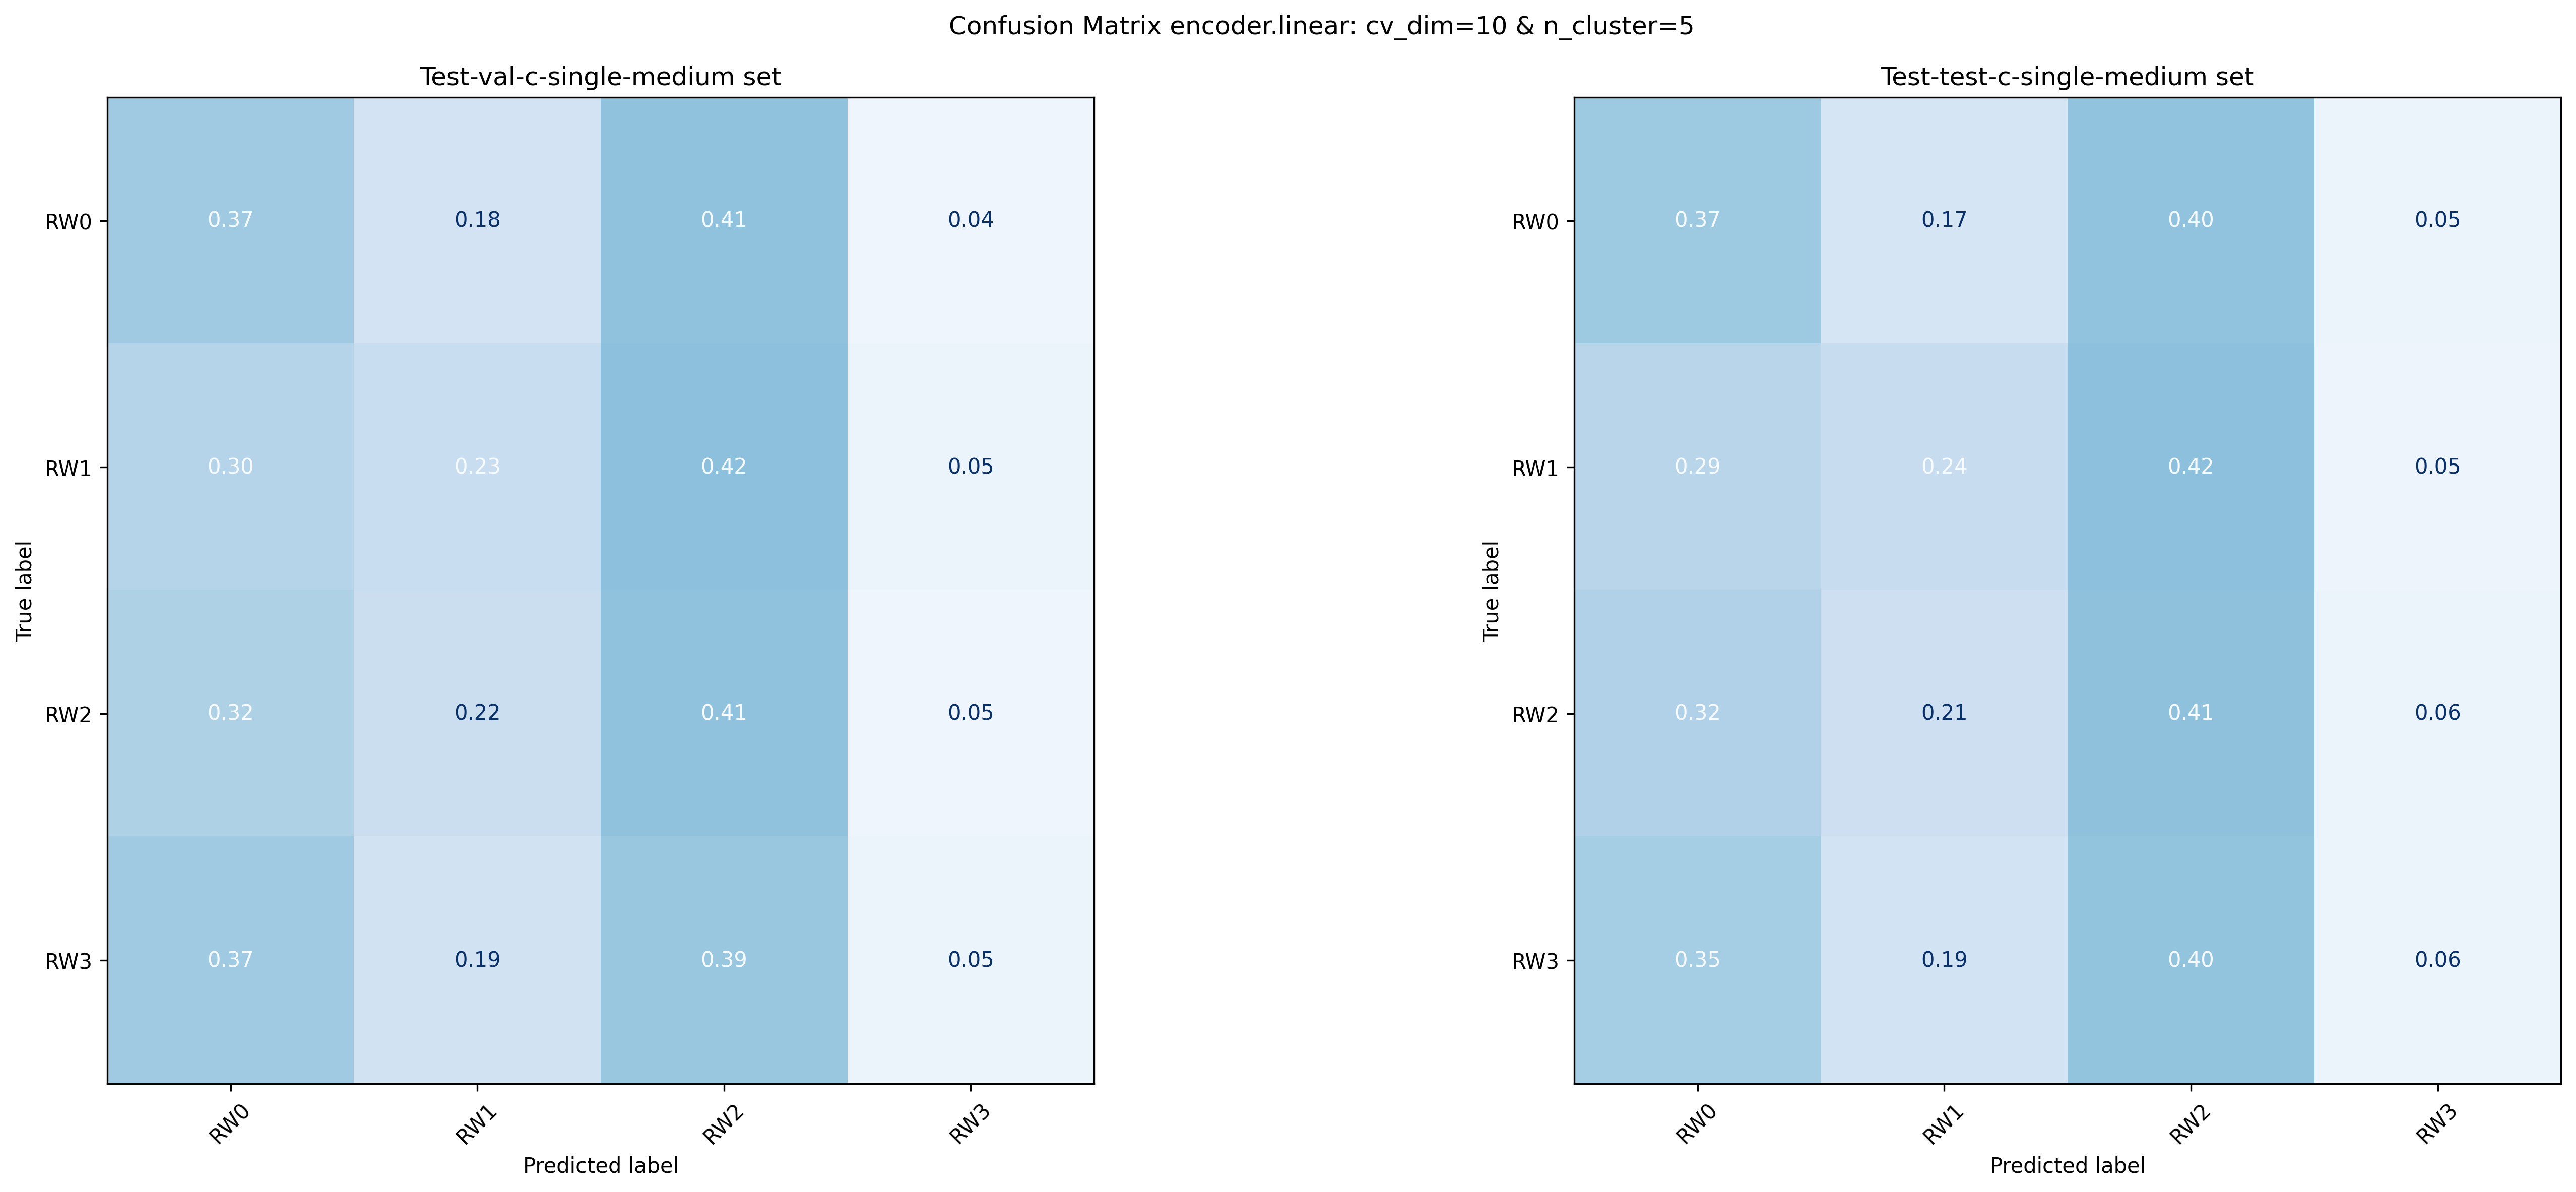 Confusion Matrix encoder.linear: cv_dim=10 & n_cluster=5
Test-val-c-single-medium set
True label
RW0 0.37 0.18 0.41 0.04
RW1 0.30 0.23 0.42 0.05
RW2 0.32 0.22 0.41 0.05
RW3 0.37 0.19 0.39 0.05
RW0 RW1 RW2 RW3
Predicted label
Test-test-c-single-medium set
True label
RW0 0.37 0.17 0.40 0.05
RW1 0.29 0.24 0.42 0.05
RW2 0.32 0.21 0.41 0.06
RW3 0.35 0.19 0.40 0.06
RW0 RW1 RW2 RW3
Predicted label